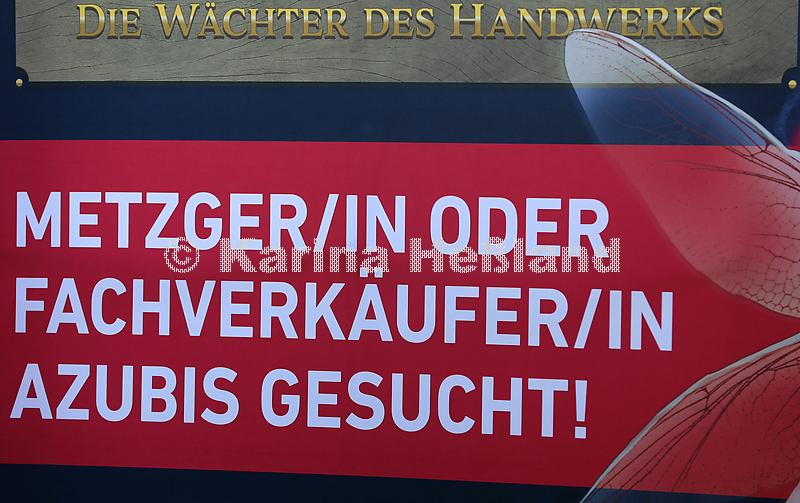 DIE WÄCHTER DES HANDWERKS
METZGER/IN ODER
© Karina Heßland
FACHVERKÄUFER/IN
AZUBIS GESUCHT!